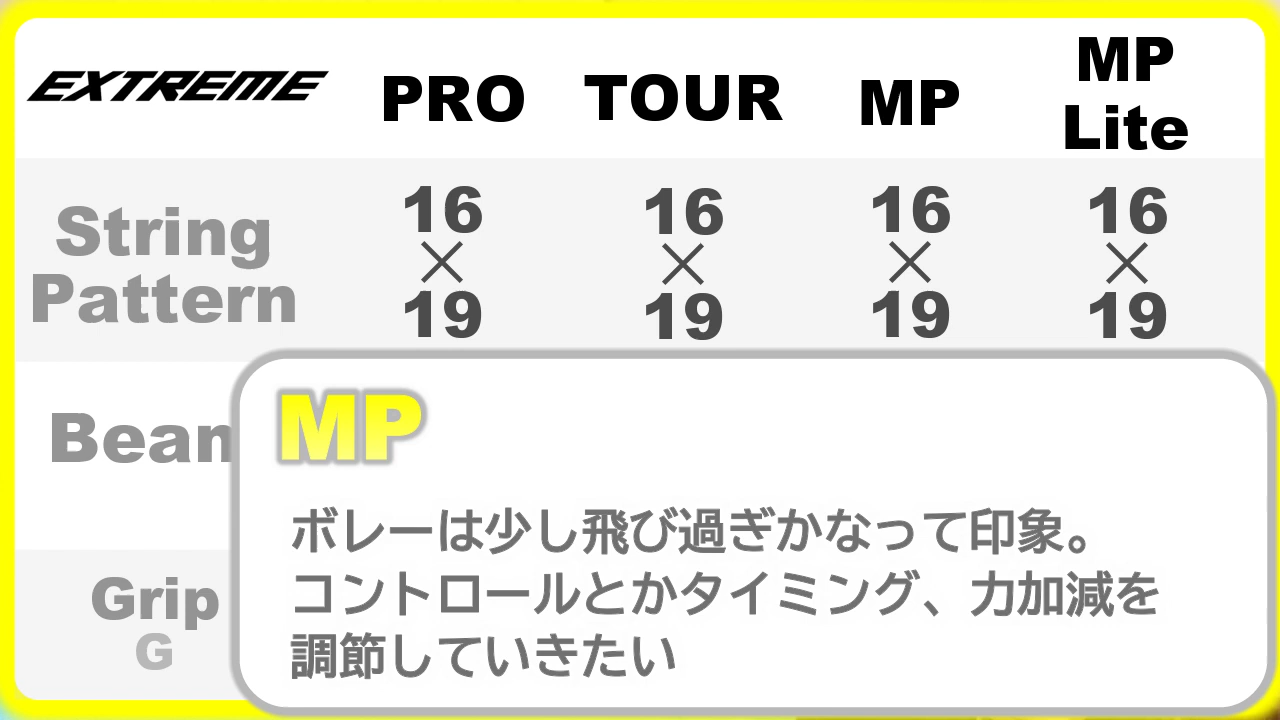 EXTREME PRO TOUR MP MP Lite
String Pattern 16 × 19 16 × 19 16 × 19 16 × 19
Bean
Grip
G
MP
ボレーは少し飛び過ぎかなって印象。
コントロールとかタイミング、力加減を
調節していきたい